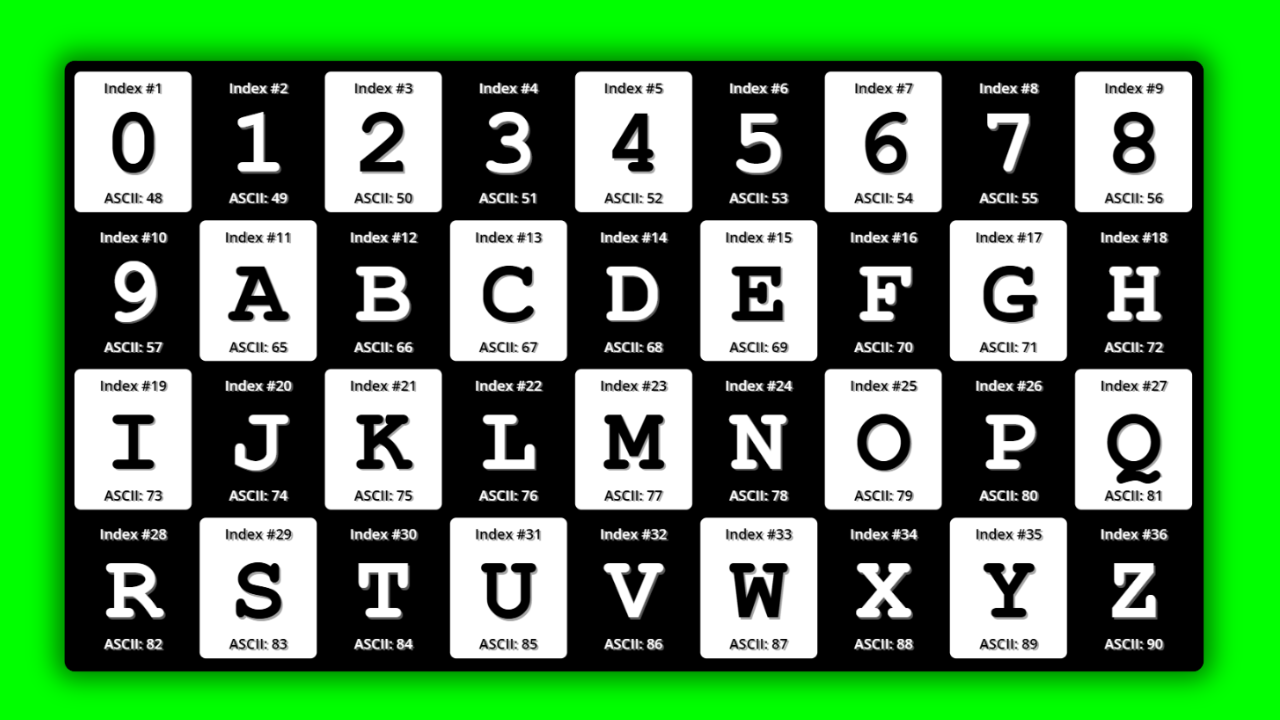 Index #1 Index #2 Index #3 Index #4 Index #5 Index #6 Index #7 Index #8 Index #9
0 1 2 3 4 5 6 7 8
ASCII: 48 ASCII: 49 ASCII: 50 ASCII: 51 ASCII: 52 ASCII: 53 ASCII: 54 ASCII: 55 ASCII: 56
Index #10 Index #11 Index #12 Index #13 Index #14 Index #15 Index #16 Index #17 Index #18
9 A B C D E F G H
ASCII: 57 ASCII: 65 ASCII: 66 ASCII: 67 ASCII: 68 ASCII: 69 ASCII: 70 ASCII: 71 ASCII: 72
Index #19 Index #20 Index #21 Index #22 Index #23 Index #24 Index #25 Index #26 Index #27
I J K L M N O P Q
ASCII: 73 ASCII: 74 ASCII: 75 ASCII: 76 ASCII: 77 ASCII: 78 ASCII: 79 ASCII: 80 ASCII: 81
Index #28 Index #29 Index #30 Index #31 Index #32 Index #33 Index #34 Index #35 Index #36
R S T U V W X Y Z
ASCII: 82 ASCII: 83 ASCII: 84 ASCII: 85 ASCII: 86 ASCII: 87 ASCII: 88 ASCII: 89 ASCII: 90